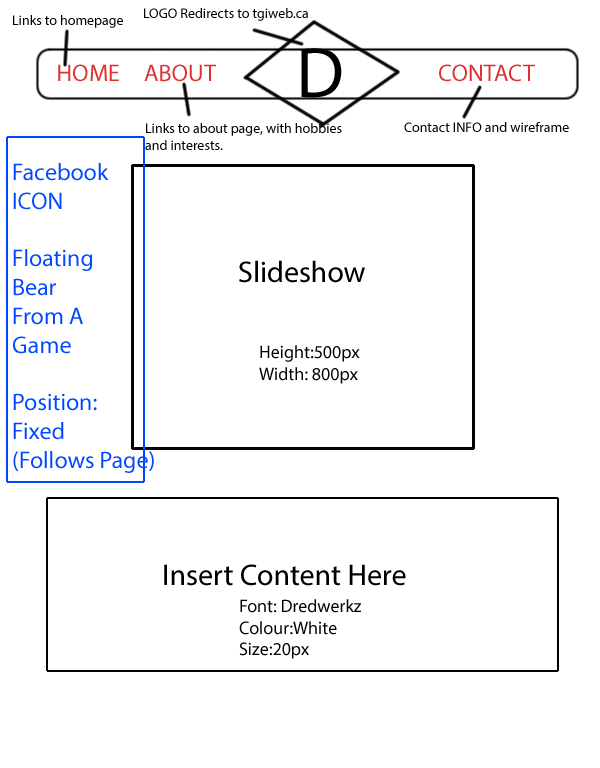 Links to homepage
LOGO Redirects to tgiweb.ca
HOME
ABOUT
D
CONTACT
Links to about page, with hobbies
and interests.
Contact INFO and wireframe
Facebook
ICON
Floating
Bear
From A
Game
Position:
Fixed
(Follows Page)
Slideshow
Height:500px
Width: 800px
Insert Content Here
Font: Dredwerkz
Colour:White
Size:20px